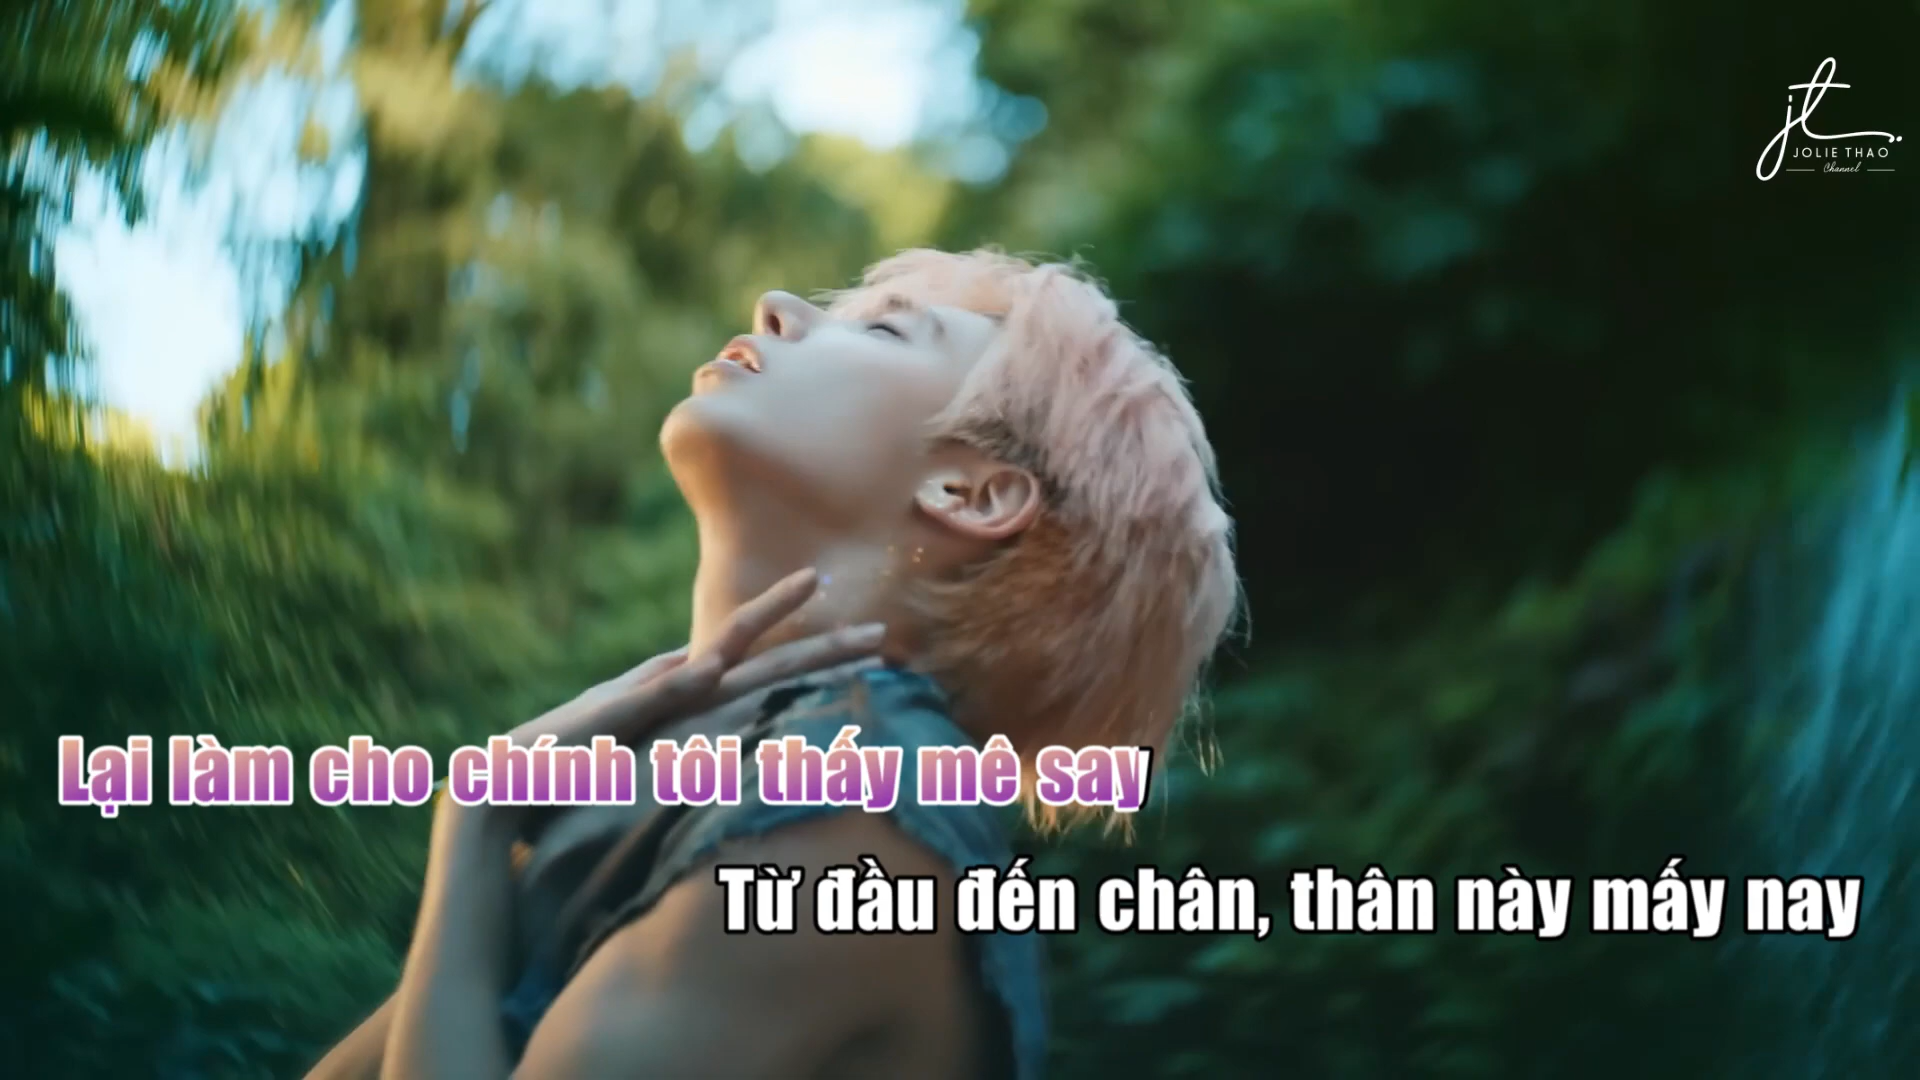 jt
JOLIE THAO
Channel
Lại làm cho chính tôi thấy mê say
Từ đầu đến chân, thân này mấy nay